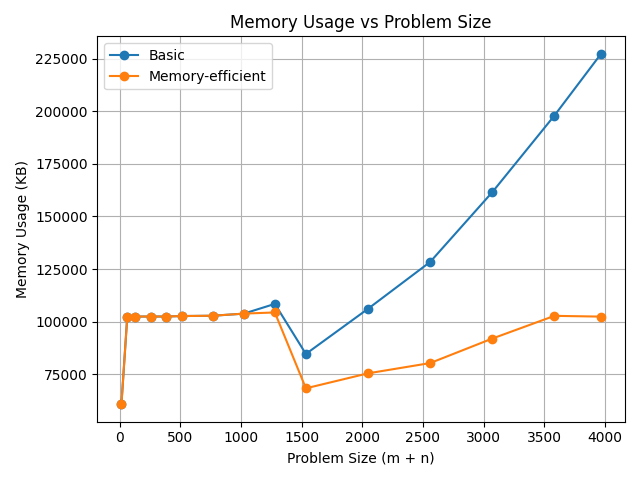 Memory Usage vs Problem Size
Basic
Memory-efficient
Memory Usage (KB)
225000
200000
175000
150000
125000
100000
75000
0 500 1000 1500 2000 2500 3000 3500 4000
Problem Size (m + n)